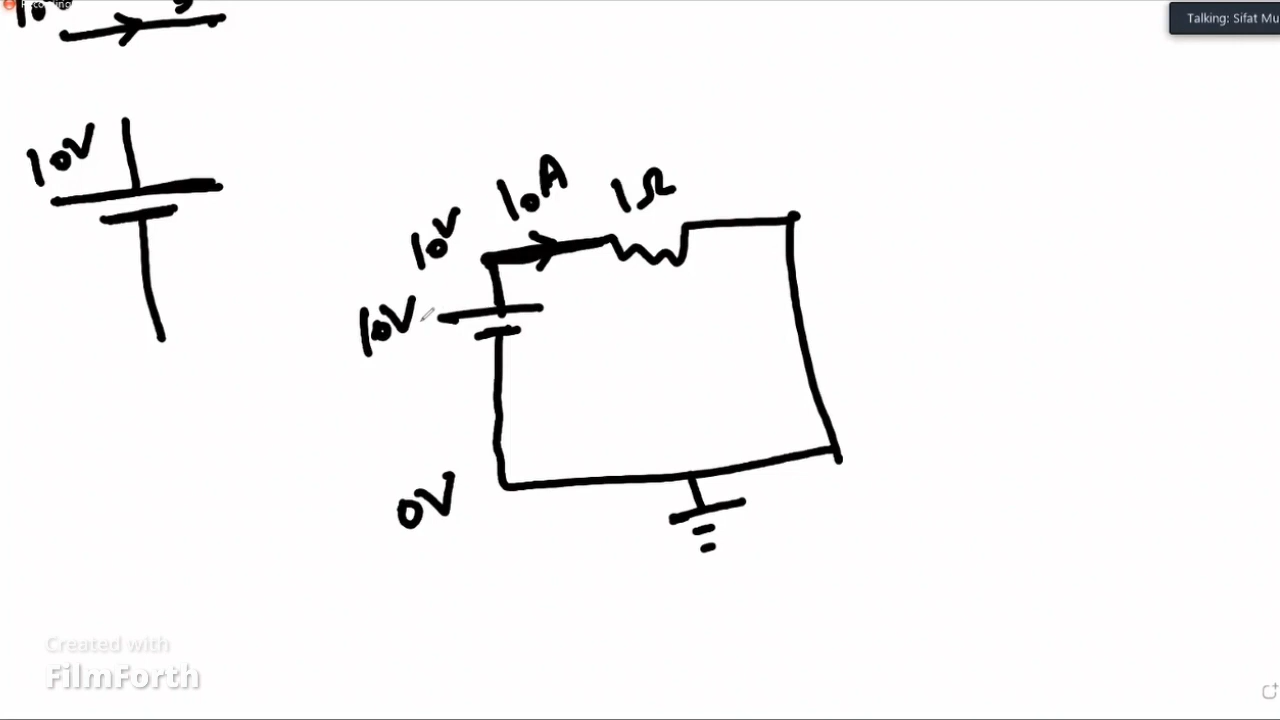 Talking: Sifat Mu
10V
10A
1Ω
10V
10V
0V
Created with
FilmForth